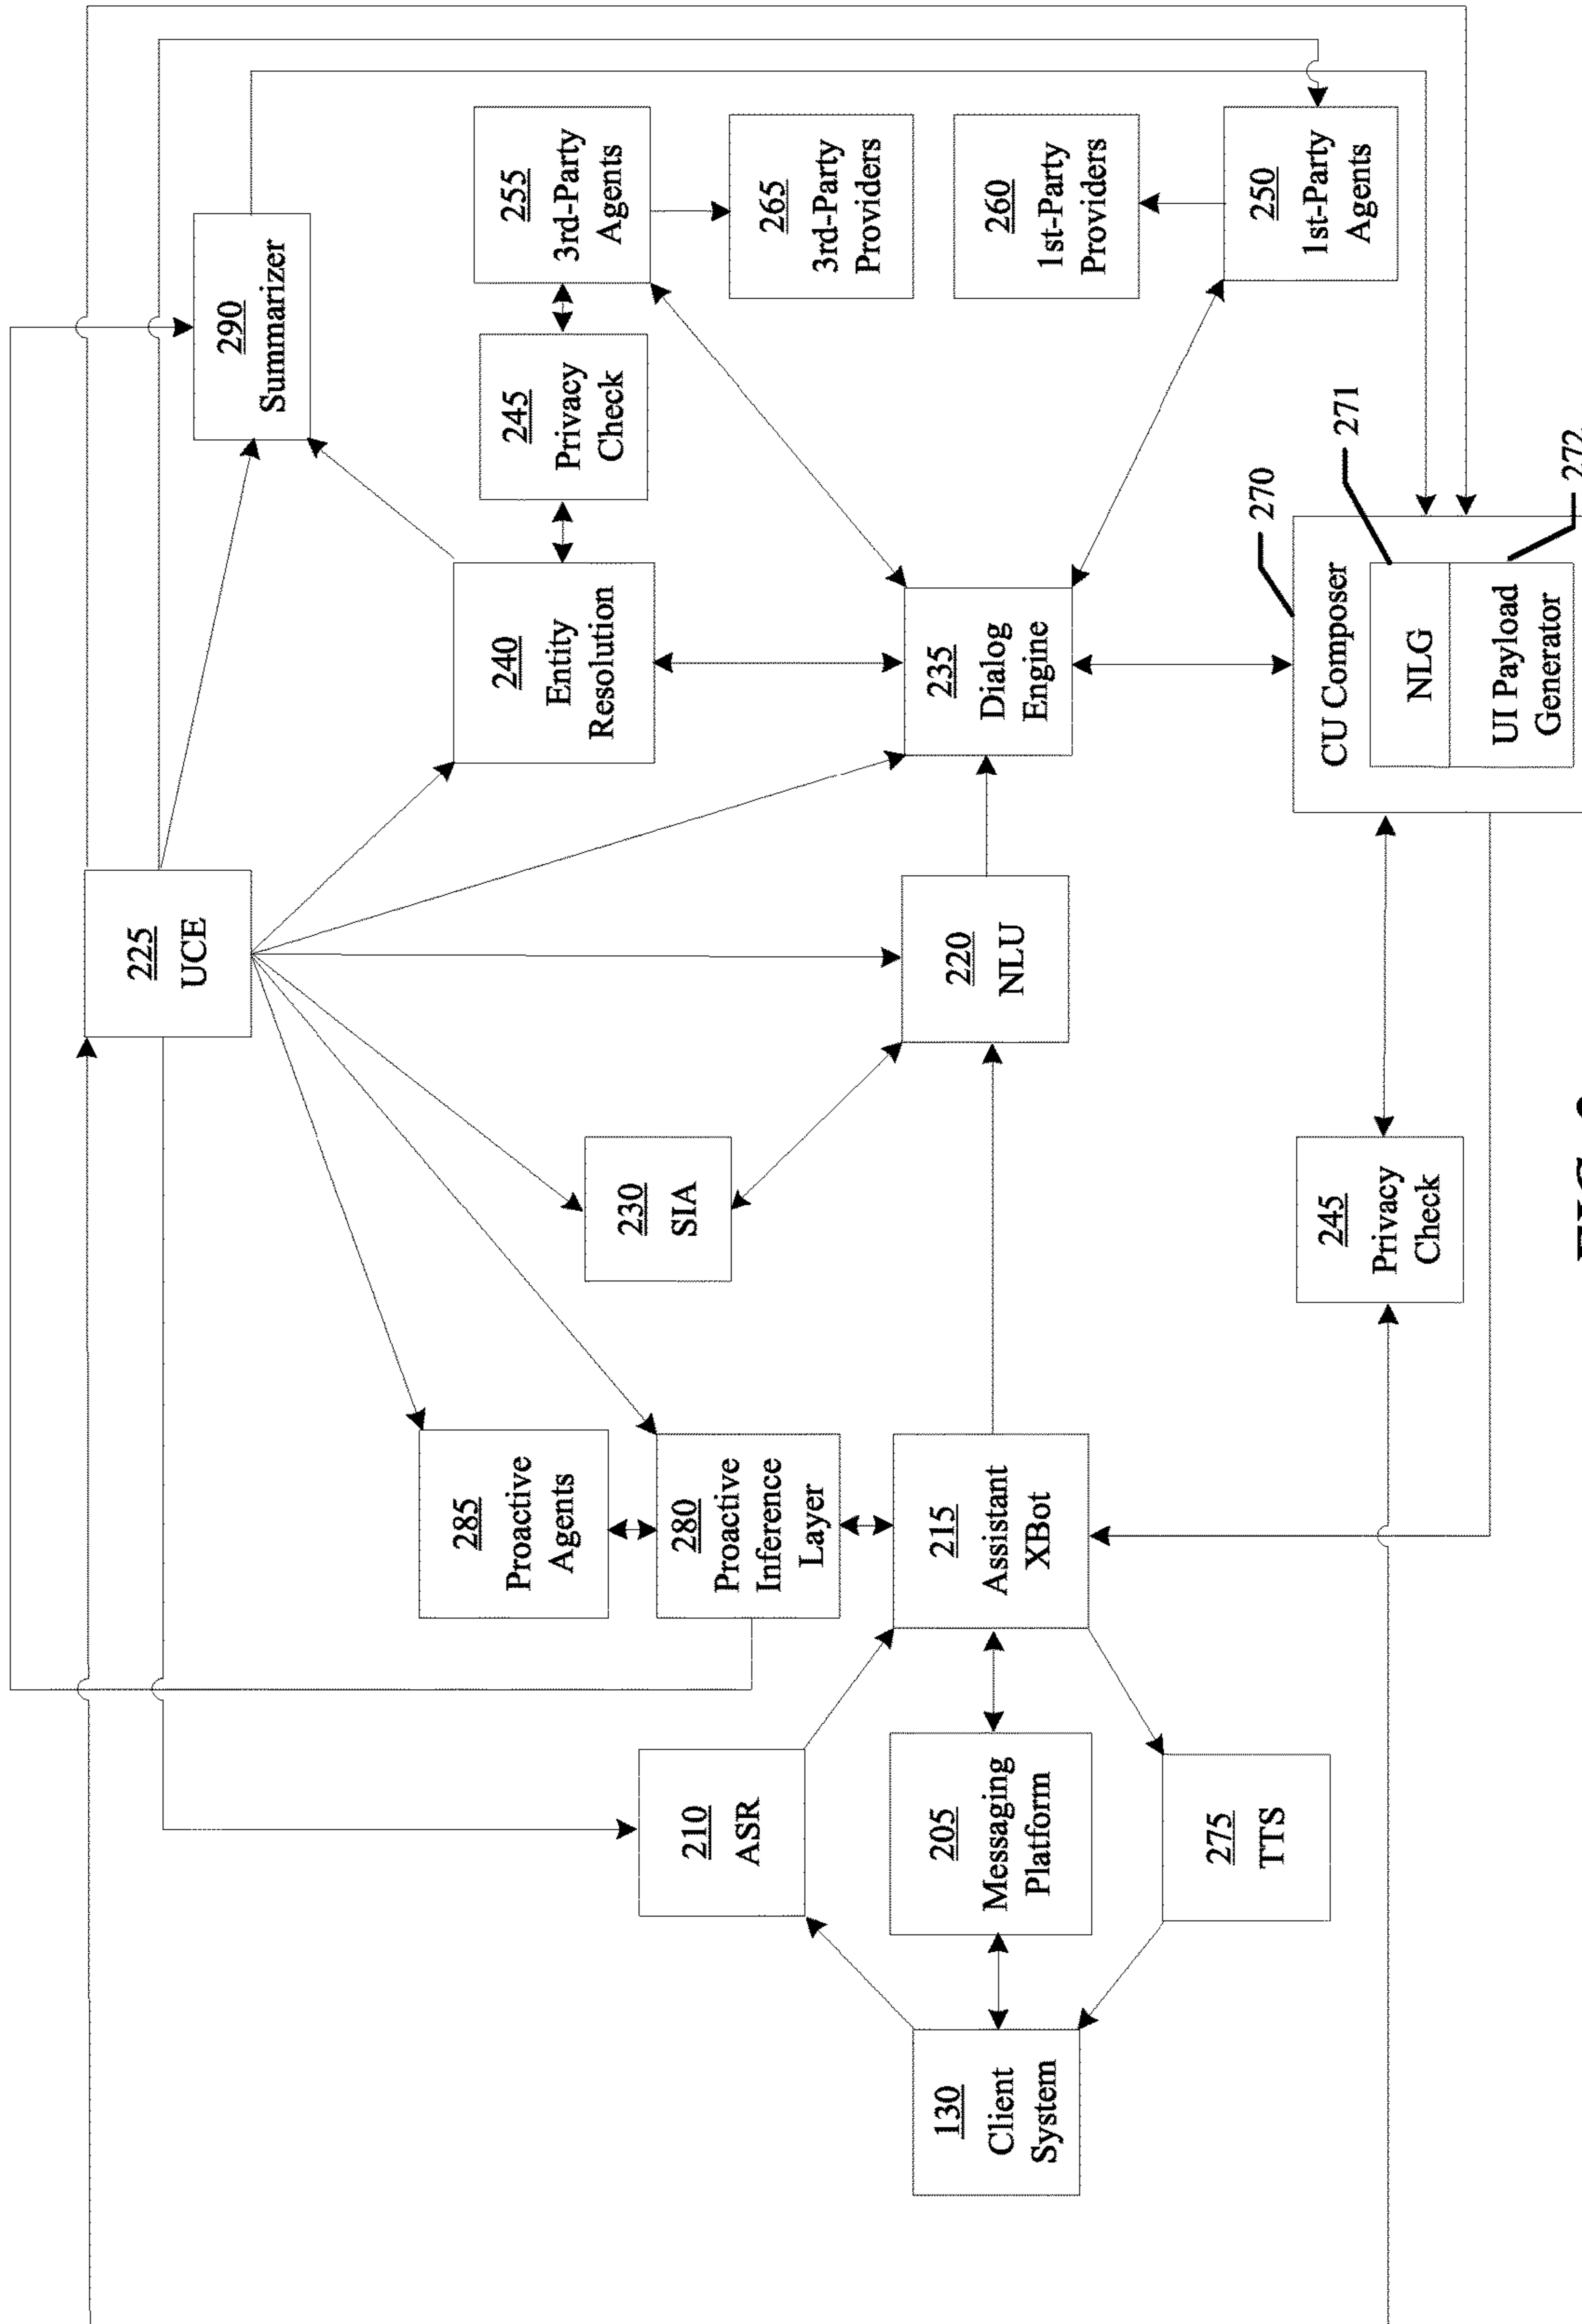 225
UCE
290
Summarizer
255
3rd-Party
Agents
245
Privacy
Check
265
3rd-Party
Providers
240
Entity
Resolution
285
Proactive
Agents
230
SIA
280
Proactive
Inference
Layer
210
ASR
260
1st-Party
Providers
235
Dialog
Engine
220
NLU
215
Assistant
XBot
205
Messaging
Platform
130
Client
System
250
1st-Party
Agents
275
TTS
245
Privacy
Check
270
CU Composer
271
NLG
UI Payload
Generator
272